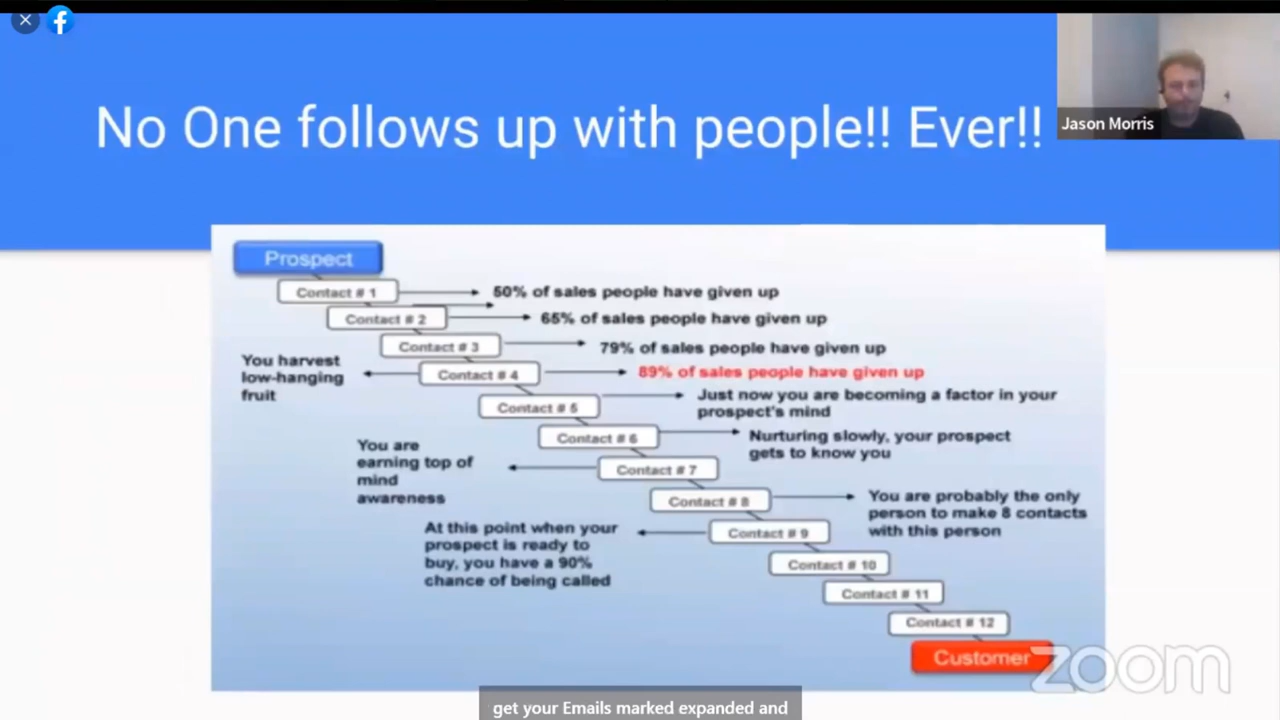 No One follows up with people!! Ever!!
Jason Morris
Prospect
Contact # 1
50% of sales people have given up
Contact # 2
65% of sales people have given up
Contact # 3
79% of sales people have given up
You harvest
low-hanging
fruit
Contact # 4
89% of sales people have given up
Contact # 5
Just now you are becoming a factor in your
prospect's mind
Contact # 6
Nurturing slowly, your prospect
gets to know you
You are
earning top of
mind
awareness
Contact # 7
Contact # 8
You are probably the only
person to make 8 contacts
with this person
At this point when your
prospect is ready to
buy, you have a 90%
chance of being called
Contact # 9
Contact # 10
Contact # 11
Contact # 12
Customer
zoom
get your Emails marked expanded and